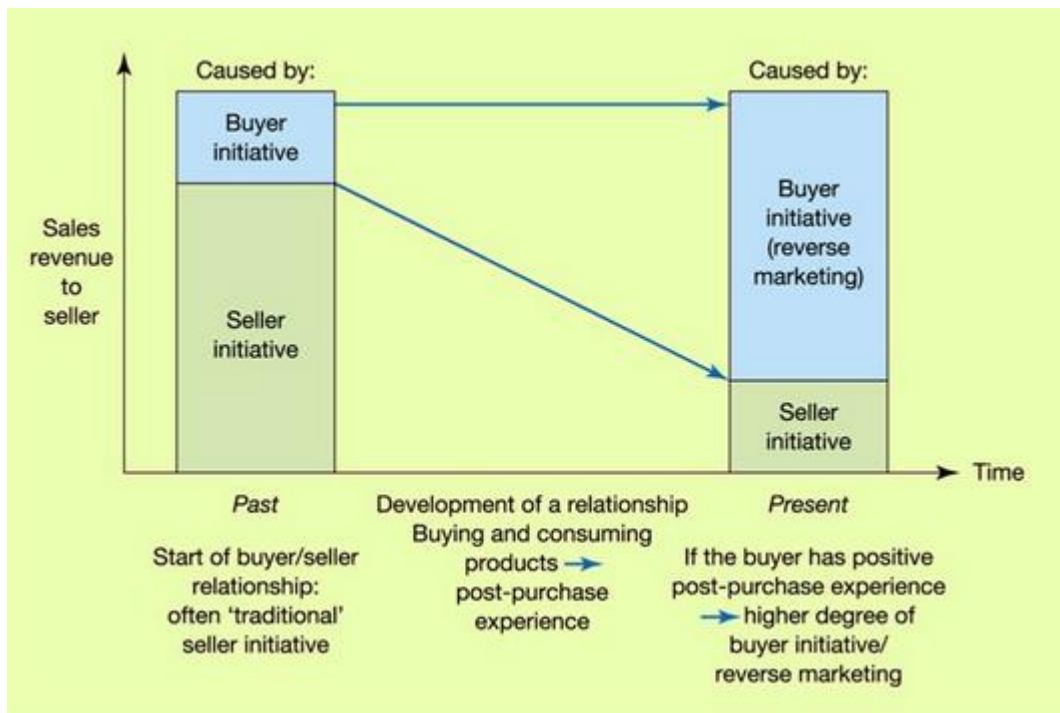 Caused by:
Buyer
initiative
Seller
initiative
Sales
revenue
to
seller
Caused by:
Buyer
initiative
(reverse
marketing)
Seller
initiative
Time
Past
Start of buyer/seller
relationship:
often ‘traditional’
seller initiative
Development of a relationship
Buying and consuming
products →
post-purchase
experience
Present
If the buyer has positive
post-purchase experience
→ higher degree of
buyer initiative/
reverse marketing